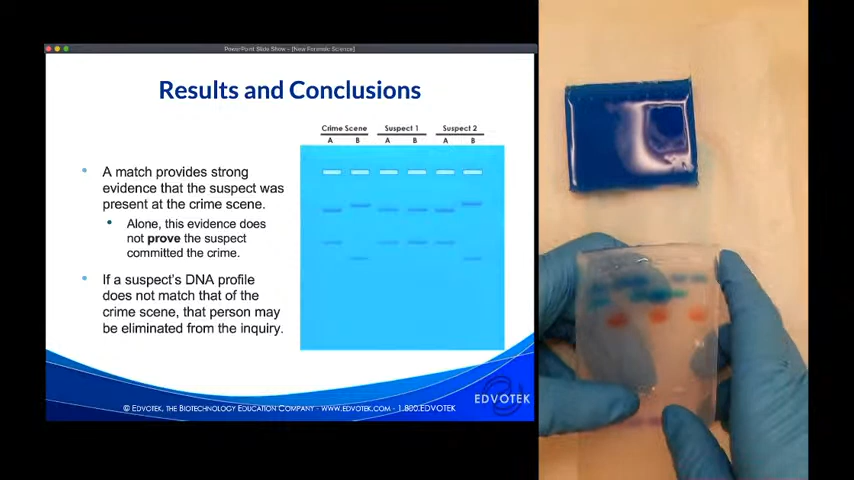 PowerPoint Slide Show - [New Forensic Science]
Results and Conclusions
Crime Scene Suspect 1 Suspect 2
A B A B A B
• A match provides strong
evidence that the suspect was
present at the crime scene.
• Alone, this evidence does
not prove the suspect
committed the crime.
• If a suspect's DNA profile
does not match that of the
crime scene, that person may
be eliminated from the inquiry.
EDVOTEK
© EDVOTEK, THE BIOTECHNOLOGY EDUCATION COMPANY - WWW.EDVOTEK.COM - 1.800.EDVOTEK